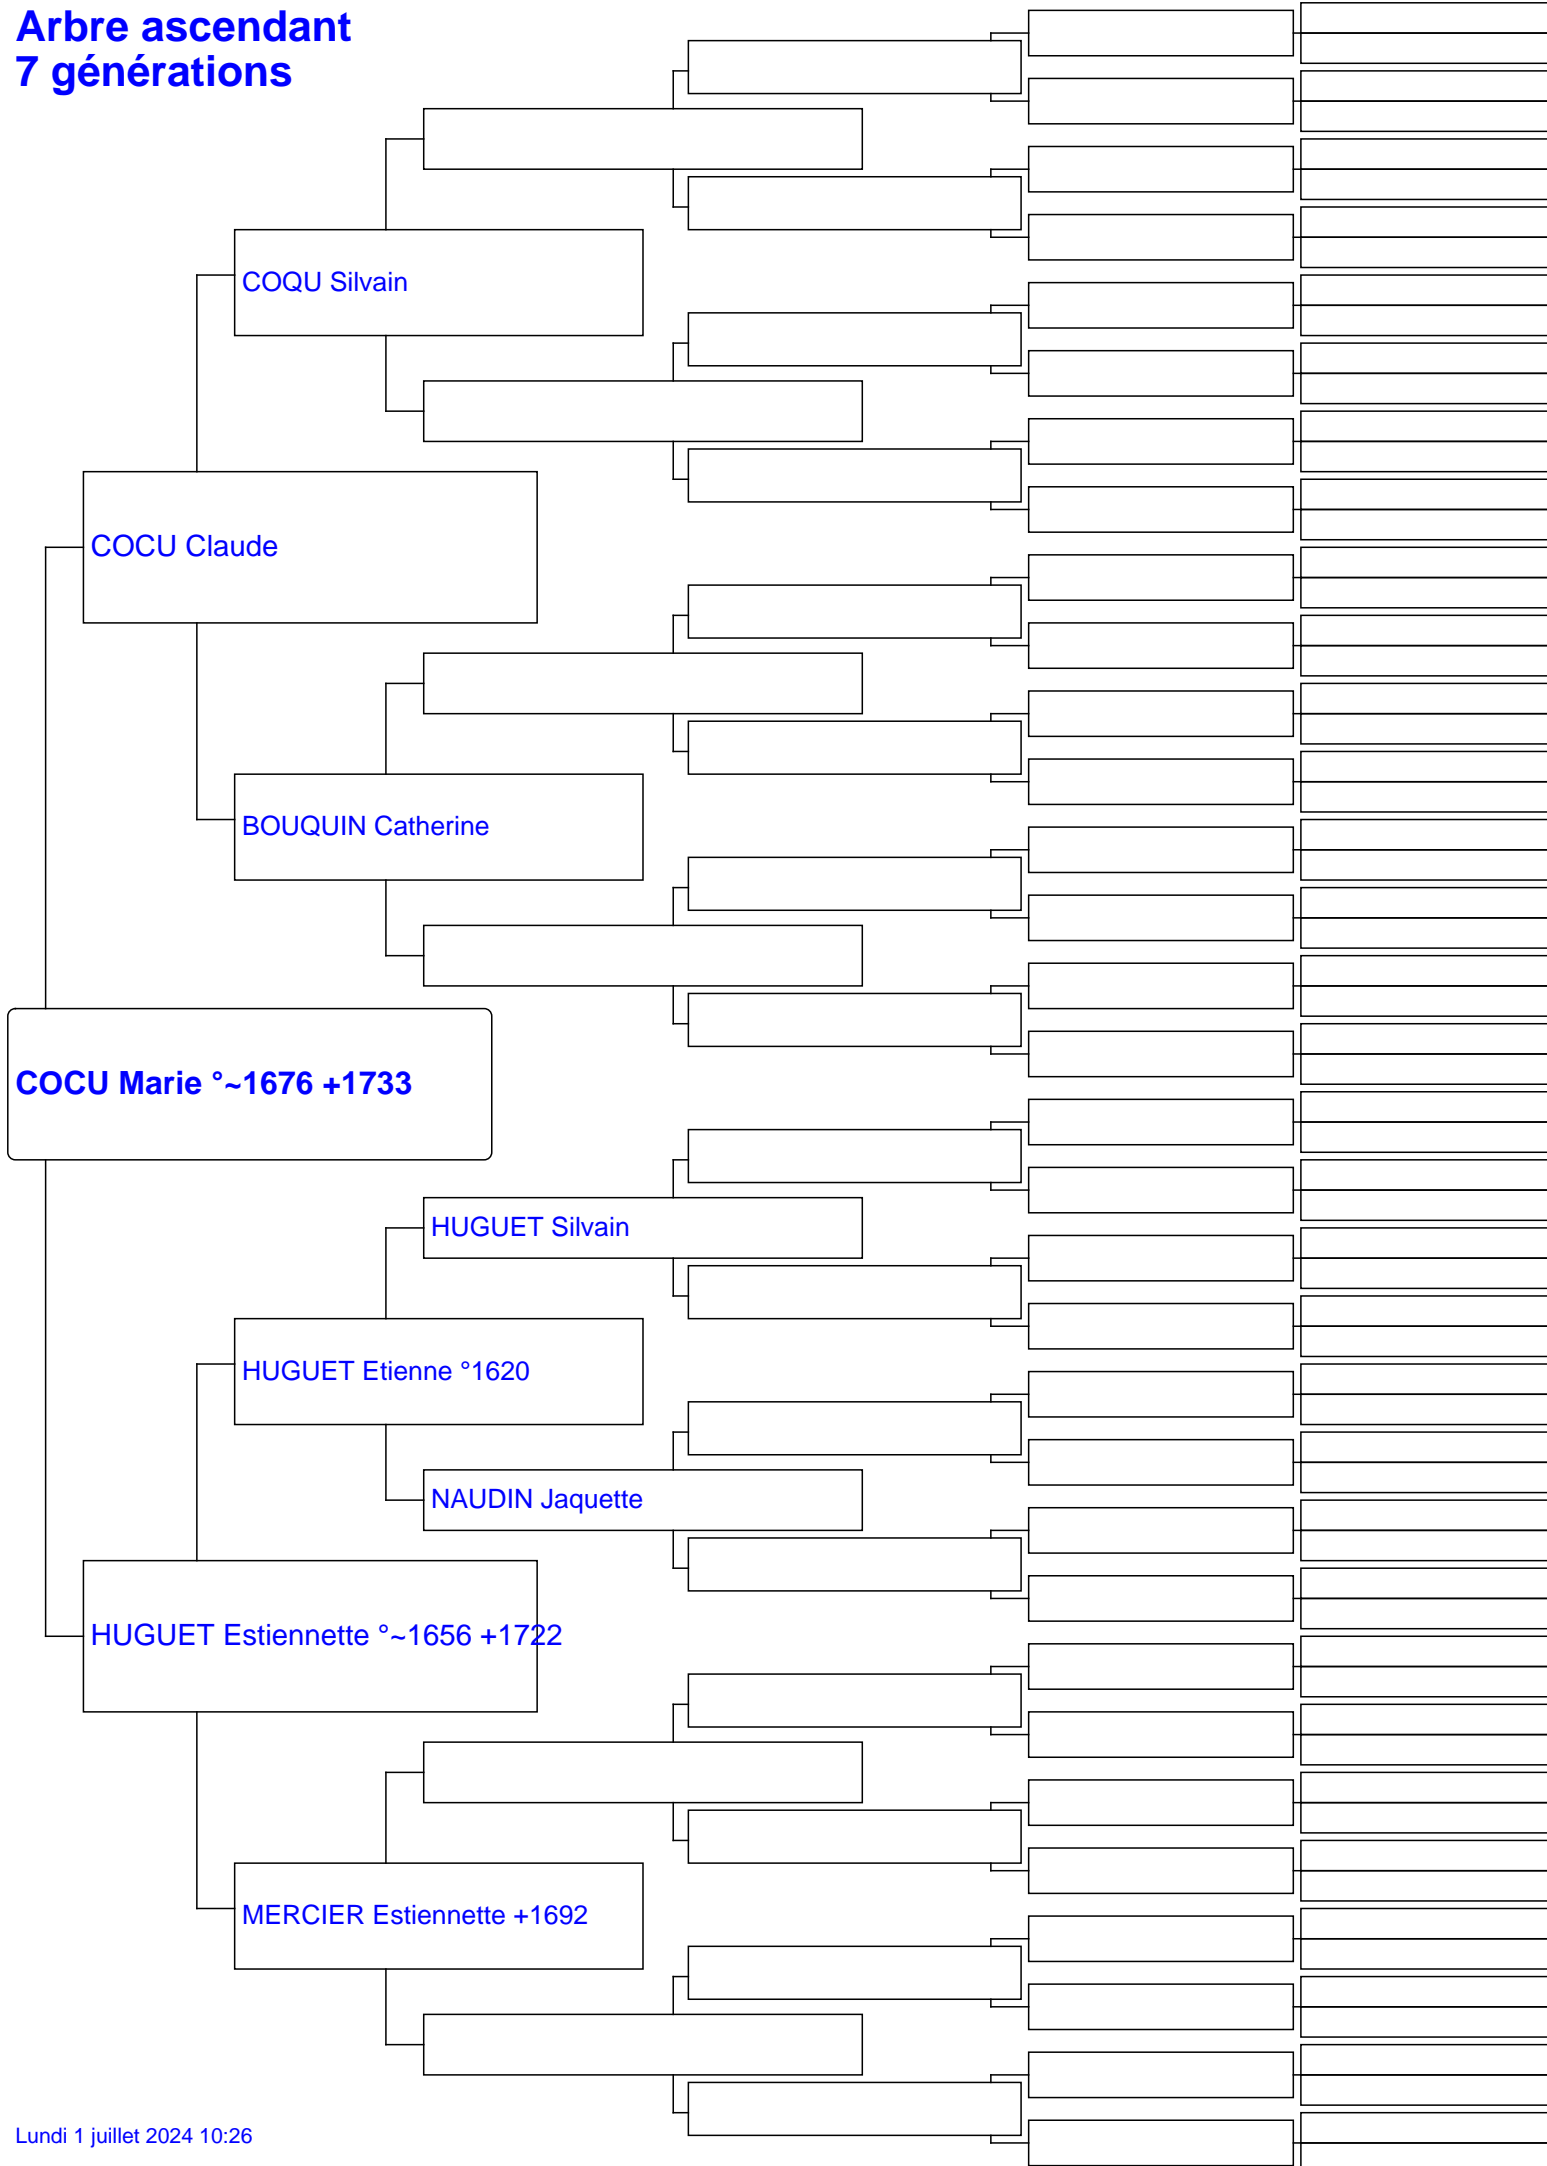 Arbre ascendant
7 générations
COQU Silvain
COCU Claude
BOUQUIN Catherine
COCU Marie °~1676 +1733
HUGUET Silvain
HUGUET Etienne °1620
NAUDIN Jaquette
HUGUET Estiennette °~1656 +1722
MERCIER Estiennette +1692
Lundi 1 juillet 2024 10:26